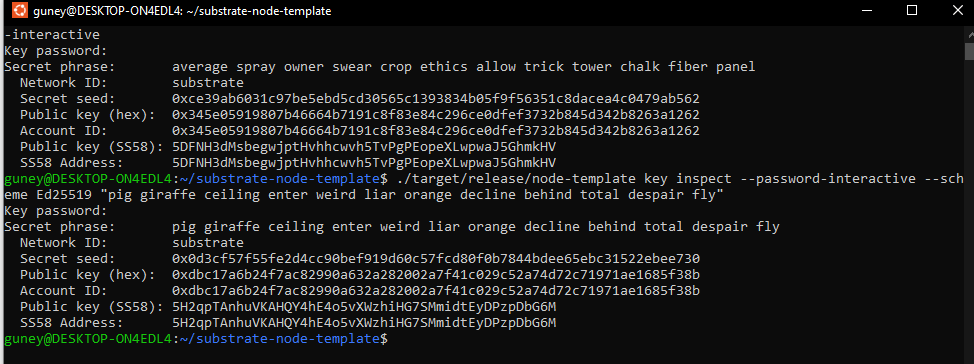 guney@DESKTOP-ON4EDL4: ~/substrate-node-template
-interactive
Key password:
Secret phrase:       average spray owner swear crop ethics allow trick tower chalk fiber panel
  Network ID:        substrate
  Secret seed:       0xce39ab6031c97be5ebd5cd30565c1393834b05f9f56351c8dacea4c0479ab562
  Public key (hex):  0x345e05919807b46664b7191c8f83e84c296ce0dfef3732b845d342b8263a1262
  Account ID:        0x345e05919807b46664b7191c8f83e84c296ce0dfef3732b845d342b8263a1262
  Public key (SS58): 5DFNH3dMsbegwjptHvhhcwvh5TvPgPEopeXLwpwaJ5GhmkHV
  SS58 Address:      5DFNH3dMsbegwjptHvhhcwvh5TvPgPEopeXLwpwaJ5GhmkHV
guney@DESKTOP-ON4EDL4:~/substrate-node-template$ ./target/release/node-template key inspect --password-interactive --sch
eme Ed25519 "pig giraffe ceiling enter weird liar orange decline behind total despair fly"
Key password:
Secret phrase:       pig giraffe ceiling enter weird liar orange decline behind total despair fly
  Network ID:        substrate
  Secret seed:       0x0d3cf57f55fe2d4cc90bef919d60c57fcd80f0b7844bdee65ebc31522ebee730
  Public key (hex):  0xdbc17a6b24f7ac82990a632a282002a7f41c029c52a74d72c71971ae1685f38b
  Account ID:        0xdbc17a6b24f7ac82990a632a282002a7f41c029c52a74d72c71971ae1685f38b
  Public key (SS58): 5H2qpTAnhuVKAHQY4hE4o5vXWzhiHG7SMmidtEyDPzpDbG6M
  SS58 Address:      5H2qpTAnhuVKAHQY4hE4o5vXWzhiHG7SMmidtEyDPzpDbG6M
guney@DESKTOP-ON4EDL4:~/substrate-node-template$